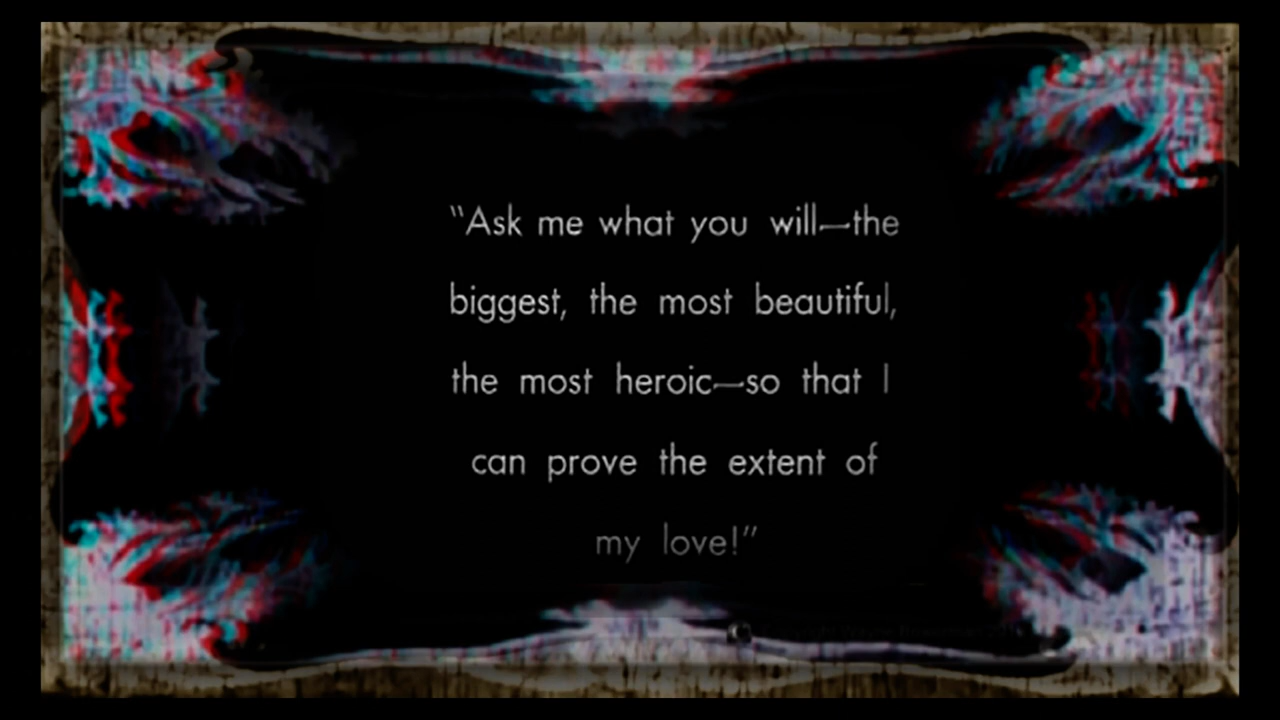 “Ask me what you will—the
biggest, the most beautiful,
the most heroic—so that I
can prove the extent of
my love!”